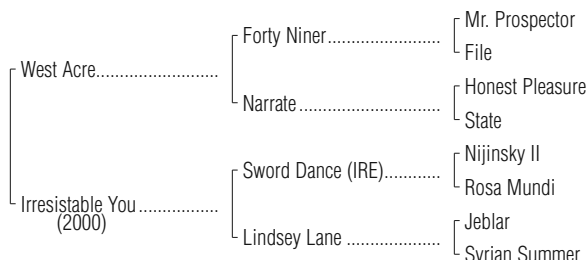 Mr. Prospector
Forty Niner
File
West Acre
Honest Pleasure
Narrate
State
Nijinsky II
Sword Dance (IRE)
Rosa Mundi
Irresistable You
(2000)
Jeblar
Lindsey Lane
Syrian Summer